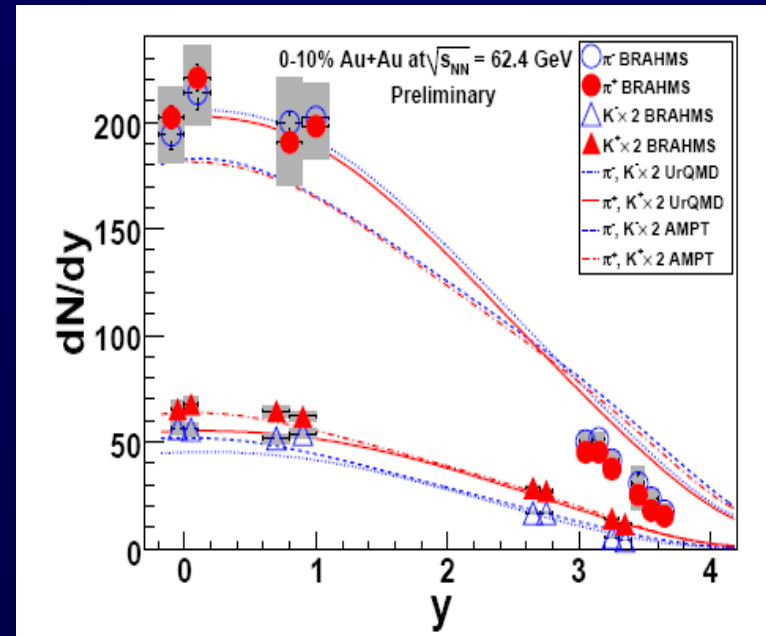 0-10% Au+Au at √s_NN = 62.4 GeV
Preliminary
π⁻ BRAHMS
π⁺ BRAHMS
K⁻× 2 BRAHMS
K⁺× 2 BRAHMS
π⁻, K⁻× 2 UrQMD
π⁺, K⁺× 2 UrQMD
π⁻, K⁻× 2 AMPT
π⁺, K⁺× 2 AMPT
dN/dy
200
150
100
50
0
0 1 2 3 4
y